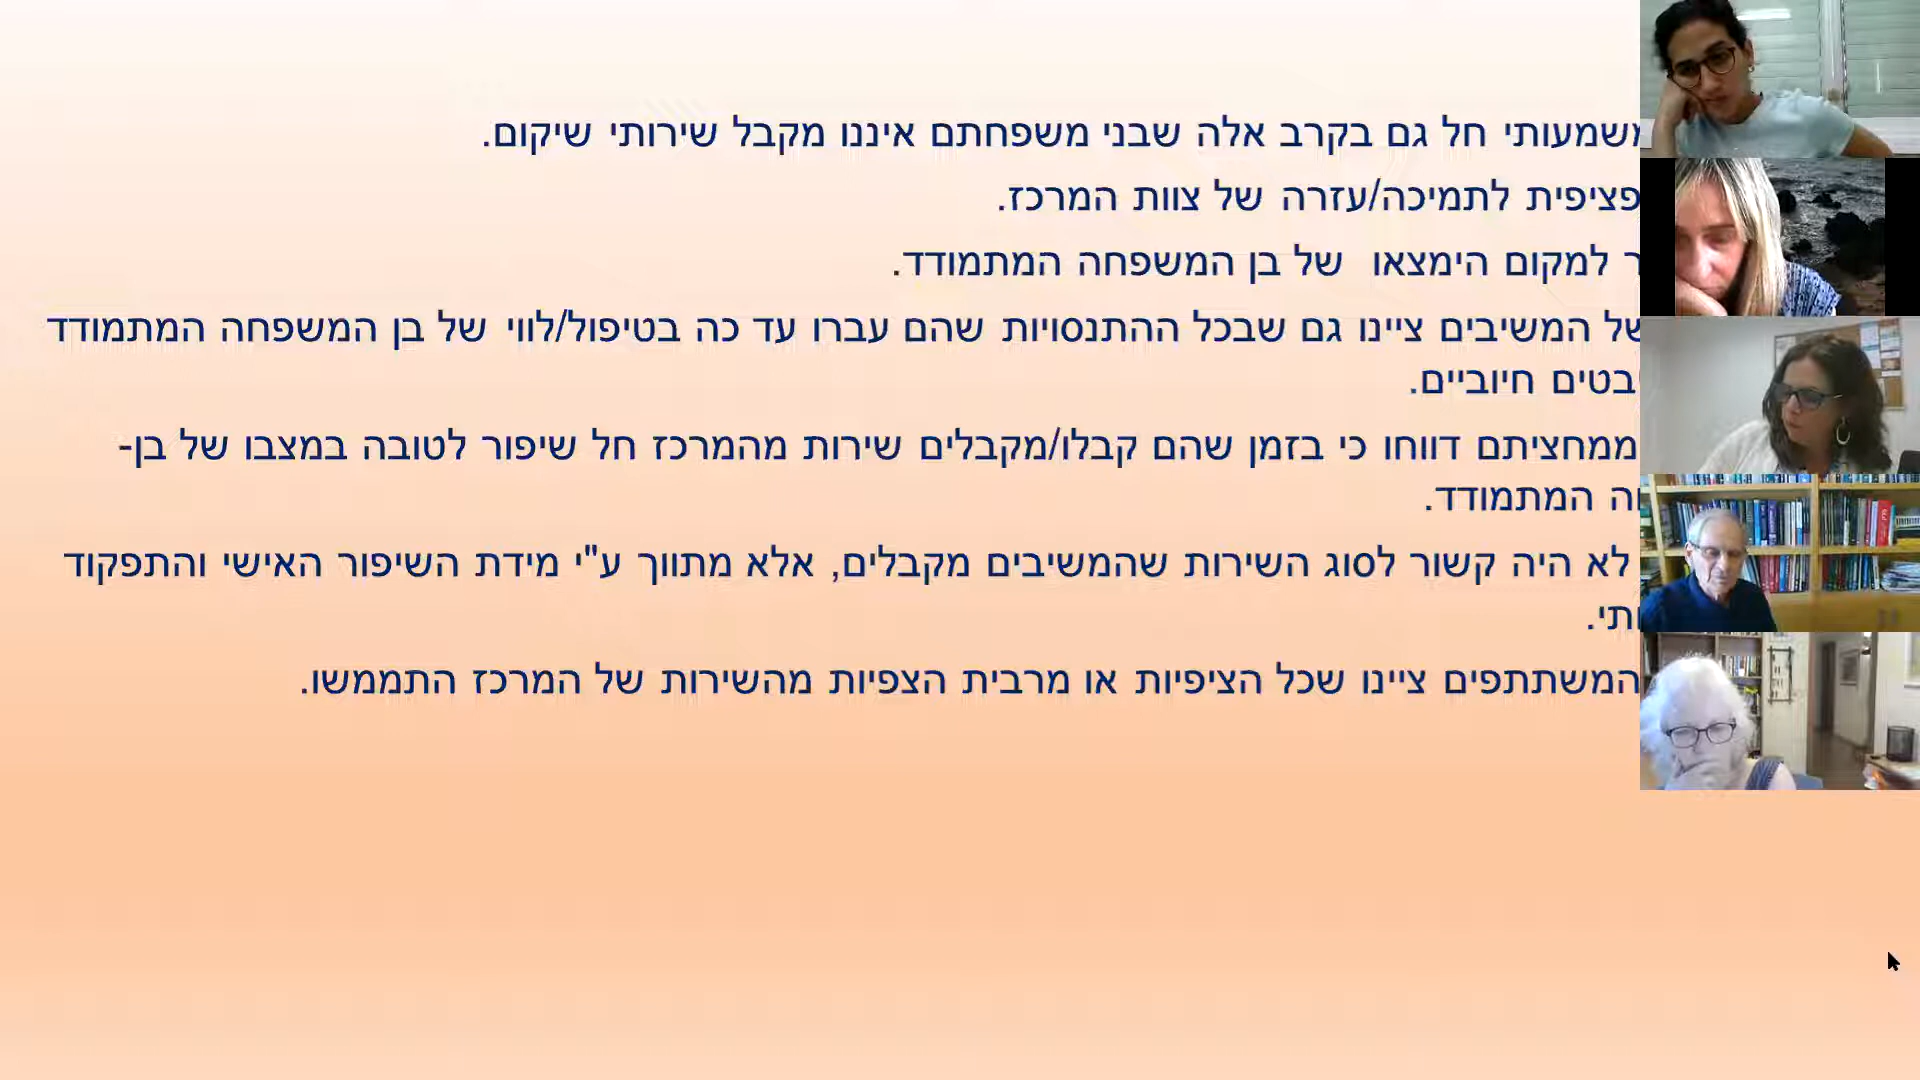 משמעותי חל גם בקרב אלה שבני משפחתם איננו מקבל שירותי שיקום.
לתמיכה/עזרה של צוות המרכז.
למקום הימצאו של בן המשפחה המתמודד.
של המשיבים ציינו גם שבכל ההתנסויות שהם עברו עד כה בטיפול/לווי של בן המשפחה המתמודד
חיוביים.
ממחציתם דווחו כי בזמן שהם קבלו/מקבלים שירות מהמרכז חל שיפור לטובה במצבו של בן-
המתמודד.
לא היה קשור לסוג השירות שהמשיבים מקבלים, אלא מתווך ע"י מידת השיפור האישי והתפקוד
המשתתפים ציינו שכל הציפיות או מרבית הצפיות מהשירות של המרכז התממשו.